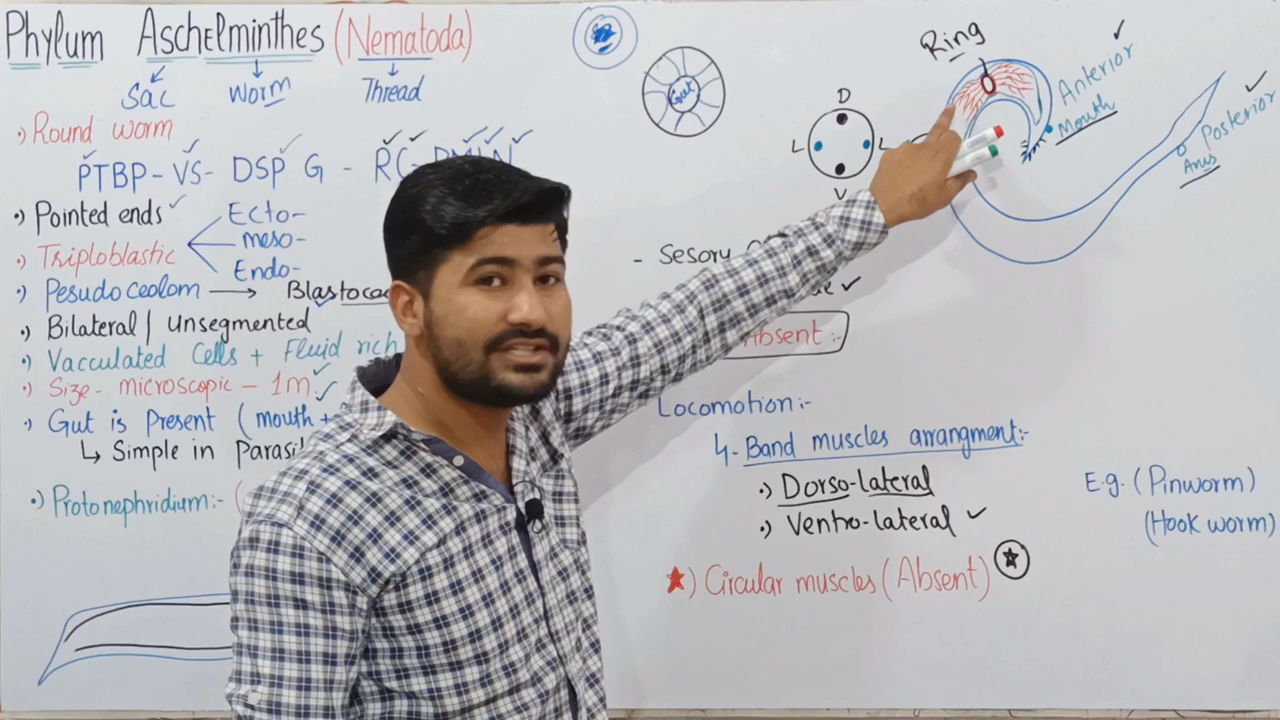 Phylum Aschelminthes (Nematoda)
Sac Worm Thread
•) Round worm
PTBP - VS - DSP G - RC -
•) Pointed ends
Ecto-
•) Triploblastic
meso-
Endo-
•) Pesudo ceolom → Blastocoe
•) Bilateral / Unsegmented
•) Vacculated Cells + Fluid rich
•) Size - microscopic - 1m
•) Gut is Present ( mouth +
↳ Simple in Parasi
•) Protonephridium:- (
Gut
D
L L
V
Ring
Anterior
Mouth
Posterior
Anus
- Sesory
Absent:-
Locomotion:-
4- Band muscles arrangment:-
•) Dorso-lateral
•) Ventro-lateral
★) Circular muscles (Absent)
E.g. (Pinworm)
(Hook worm)